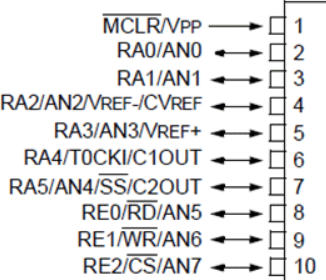 MCLR/VPP 1
RA0/AN0 2
RA1/AN1 3
RA2/AN2/VREF-/CVREF 4
RA3/AN3/VREF+ 5
RA4/T0CKI/C1OUT 6
RA5/AN4/SS/C2OUT 7
RE0/RD/AN5 8
RE1/WR/AN6 9
RE2/CS/AN7 10